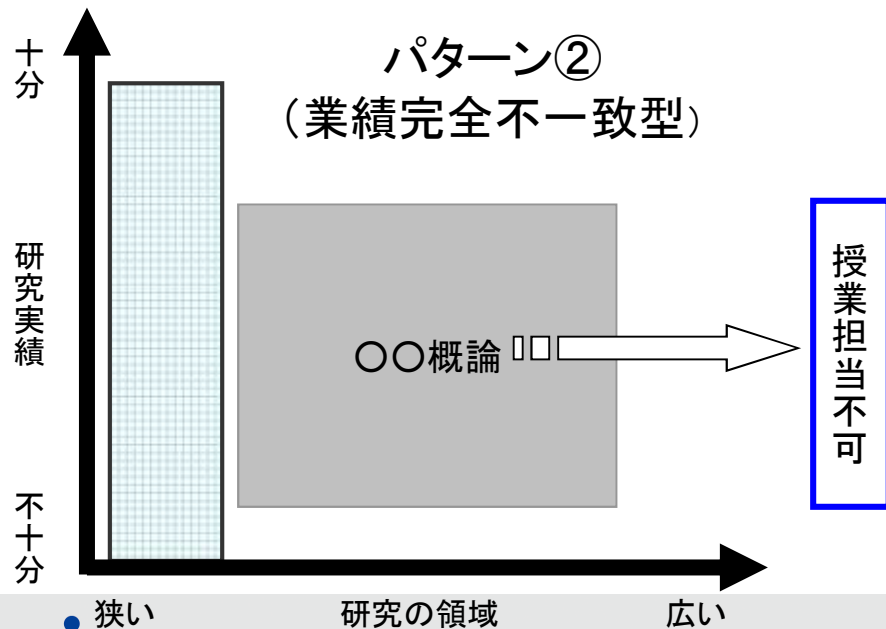 パターン②
（業績完全不一致型）
十分
研究実績
不十分
〇〇概論
授業担当不可
狭い
研究の領域
広い